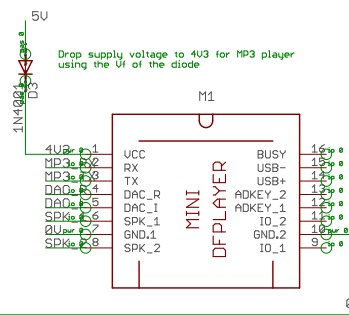 5V
Drop supply voltage to 4V3 for MP3 player
using the Vf of the diode
1N4001
D3
M1
4V3 1 VCC BUSY 16
MP3 2 RX USB- 15
MP3 3 TX USB+ 14
DAC 4 DAC_R ADKEY_2 13
DAC 5 DAC_I ADKEY_1 12
SPK 6 SPK_1 IO_2 11
0V 7 GND.1 GND.2 10
SPK 8 SPK_2 IO_1 9
MINI
DFPLAYER